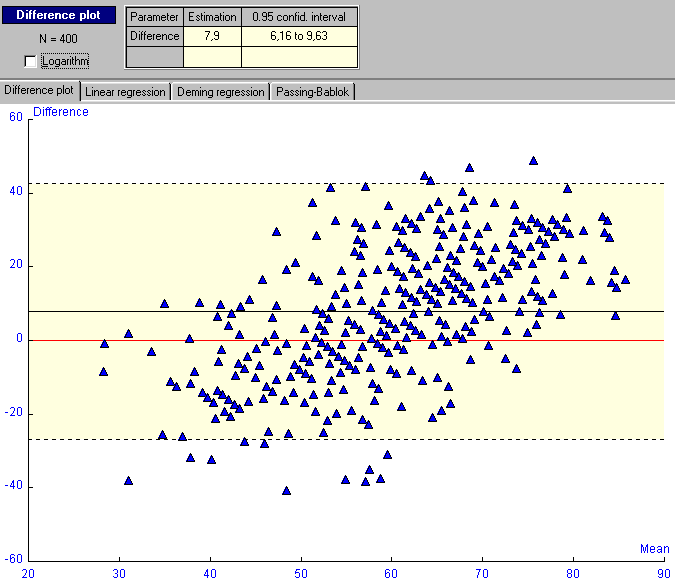 Difference plot
N = 400
Logarithm
Parameter Estimation 0.95 confid. interval
Difference 7,9 6,16 to 9,63
Difference plot Linear regression Deming regression Passing-Bablok
Difference
60
40
20
0
-20
-40
-60
Mean
20 30 40 50 60 70 80 90